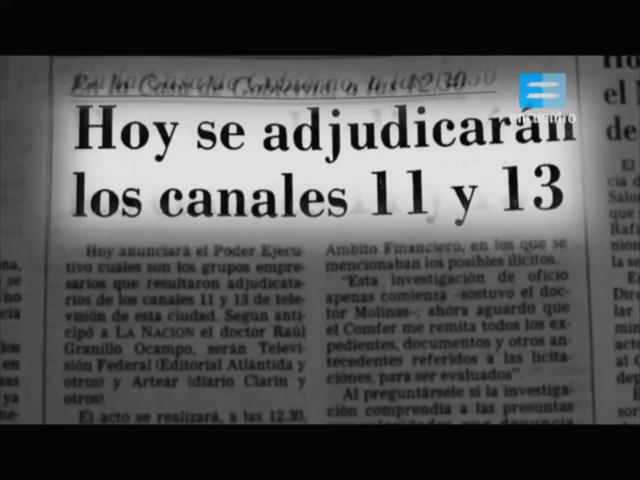 En la Casa de Gobierno, a las 12.30
Hoy se adjudicarán
los canales 11 y 13
encuentro
Hoy anunciará el Poder Ejecu-
tivo cuáles son los grupos empre-
sarios que resultaron adjudicata-
rios de los canales 11 y 13 de tele-
visión de esta ciudad. Según anti-
cipó a LA NACION el doctor Raúl
Granillo Ocampo, serán Televi-
sión Federal (Editorial Atlántida y
otros) y Artear (diario Clarín y
otros).
El acto se realizará, a las 12.30,
Ambito Financiero, en los que se
mencionaban los posibles ilícitos.
"Esta investigación de oficio
apenas comienza -sostuvo el doc-
tor Molinas-; ahora aguardo que
el Comfer me remita todos los ex-
pedientes, documentos y otros an-
tecedentes referidos a la licita-
ciones, para ser evaluados".
Al preguntársele si la investiga-
ción comprendía a las presuntas